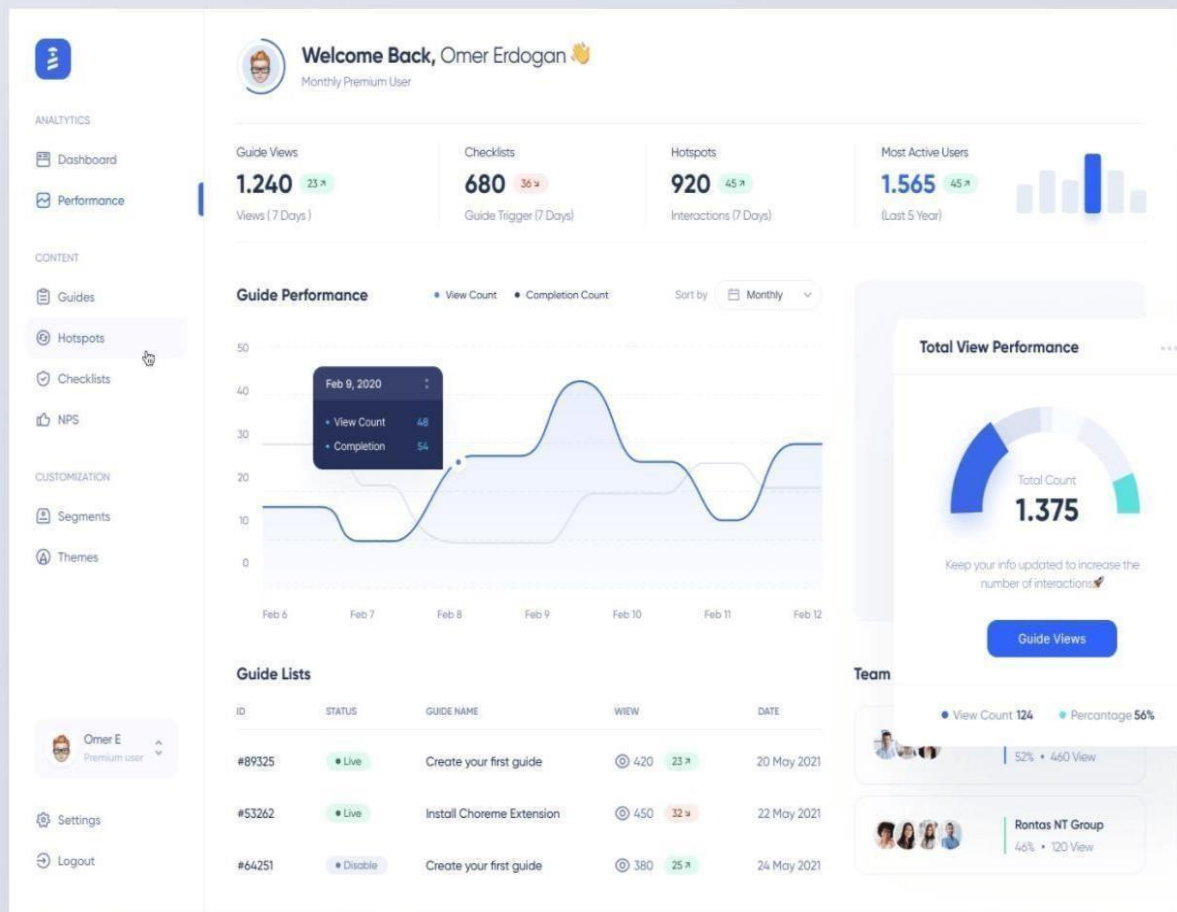 Welcome Back, Omer Erdogan 👋
Monthly Premium User
ANALTYTICS
Dashboard
Performance
CONTENT
Guides
Hotspots
Checklists
NPS
CUSTOMIZATION
Segments
Themes
Omer E
Premium user
Settings
Logout
Guide Views
1.240 23↗
Views ( 7 Days )
Checklists
680 36↘
Guide Trigger (7 Days)
Hotspots
920 45↗
Interactions (7 Days)
Most Active Users
1.565 45↗
(Last 5 Year)
Guide Performance
• View Count • Completion Count
Sort by Monthly
50
40
30
20
10
0
Feb 9, 2020
• View Count 48
• Completion 54
Feb 6 Feb 7 Feb 8 Feb 9 Feb 10 Feb 11 Feb 12
Total View Performance
Total Count
1.375
Keep your info updated to increase the
number of interactions🚀
Guide Views
• View Count 124 • Percantage 56%
Guide Lists
ID STATUS GUIDE NAME WIEW DATE
#89325 • Live Create your first guide 420 23↗ 20 May 2021
#53262 • Live Install Choreme Extension 450 32↘ 22 May 2021
#64251 • Disable Create your first guide 380 25↗ 24 May 2021
Team
52% • 460 View
Rontas NT Group
46% • 120 View